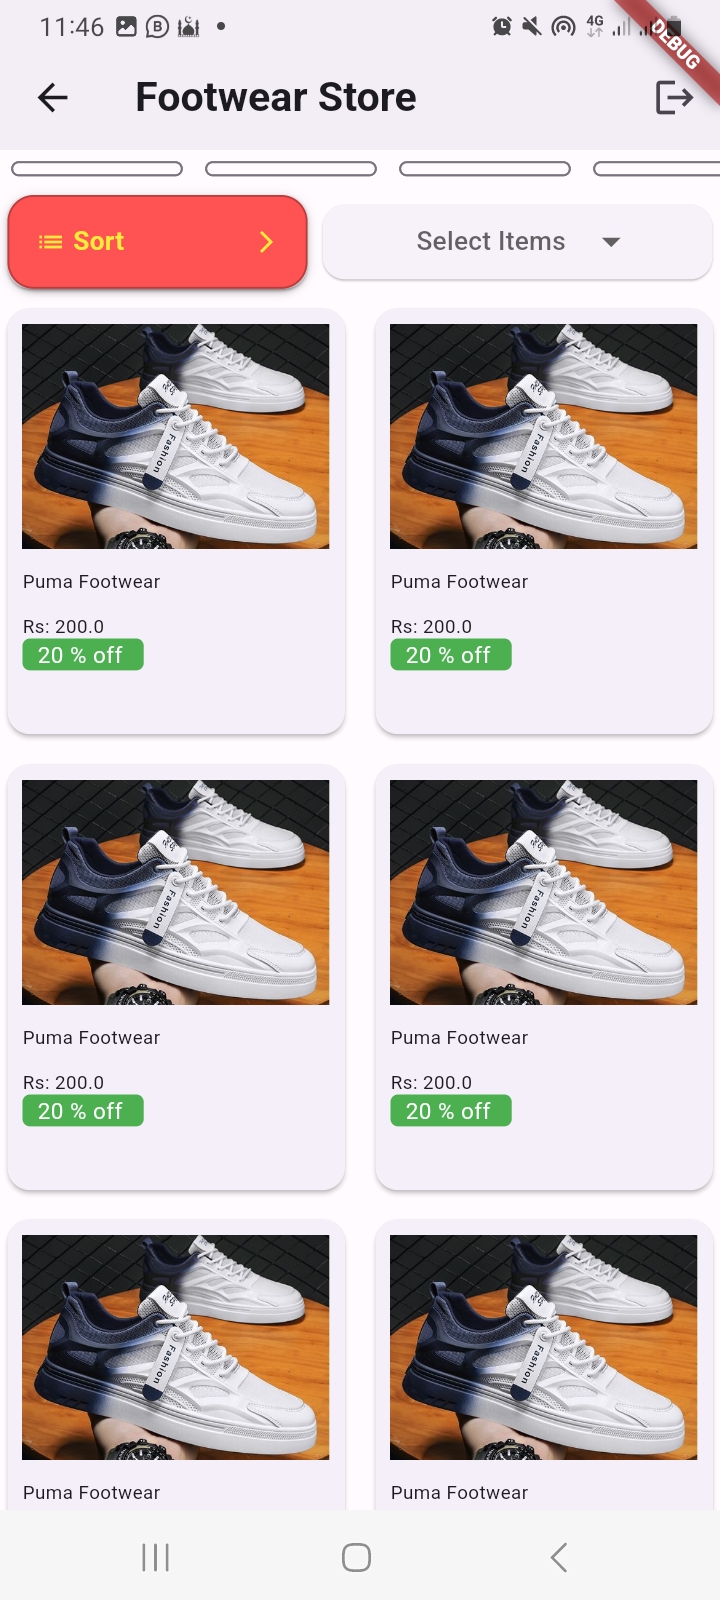 11:46
4G
DEBUG
Footwear Store
Sort
Select Items
Fashion
Fashion
Puma Footwear
Puma Footwear
Rs: 200.0
Rs: 200.0
20 % off
20 % off
Fashion
Fashion
Puma Footwear
Puma Footwear
Rs: 200.0
Rs: 200.0
20 % off
20 % off
Fashion
Fashion
Puma Footwear
Puma Footwear